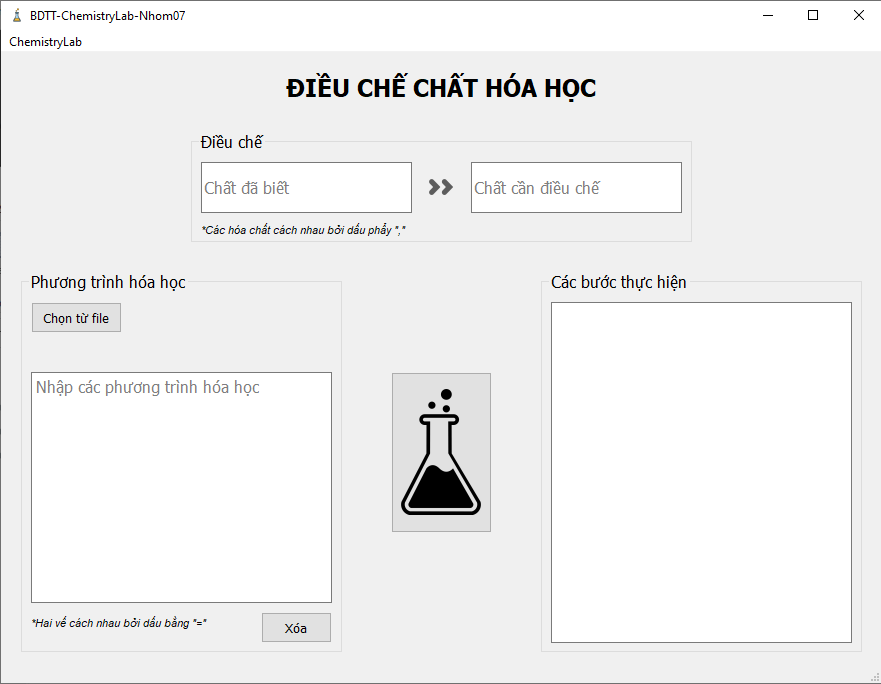 BDTT-ChemistryLab-Nhom07
ChemistryLab
ĐIỀU CHẾ CHẤT HÓA HỌC
Điều chế
Chất đã biết
Chất cần điều chế
*Các hóa chất cách nhau bởi dấu phẩy ","
Phương trình hóa học
Chọn từ file
Nhập các phương trình hóa học
*Hai vế cách nhau bởi dấu bằng "="
Xóa
Các bước thực hiện